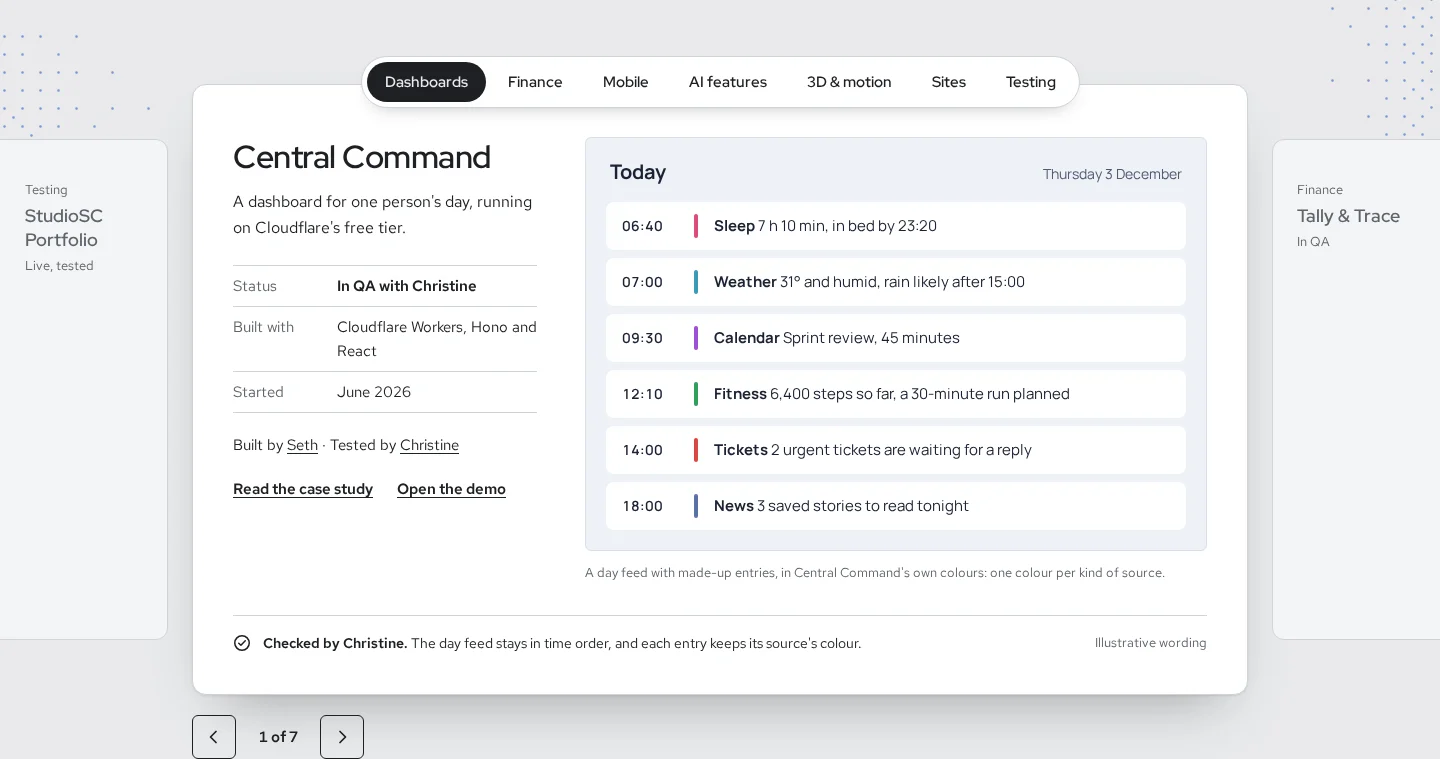 Dashboards
Finance
Mobile
AI features
3D & motion
Sites
Testing
Testing
StudioSC
Portfolio
Live, tested
Central Command
A dashboard for one person's day, running
on Cloudflare's free tier.
Status In QA with Christine
Built with Cloudflare Workers, Hono and
React
Started June 2026
Built by Seth · Tested by Christine
Read the case study Open the demo
Today Thursday 3 December
06:40 Sleep 7 h 10 min, in bed by 23:20
07:00 Weather 31° and humid, rain likely after 15:00
09:30 Calendar Sprint review, 45 minutes
12:10 Fitness 6,400 steps so far, a 30-minute run planned
14:00 Tickets 2 urgent tickets are waiting for a reply
18:00 News 3 saved stories to read tonight
A day feed with made-up entries, in Central Command's own colours: one colour per kind of source.
Checked by Christine. The day feed stays in time order, and each entry keeps its source's colour.
Illustrative wording
Finance
Tally & Trace
In QA
1 of 7